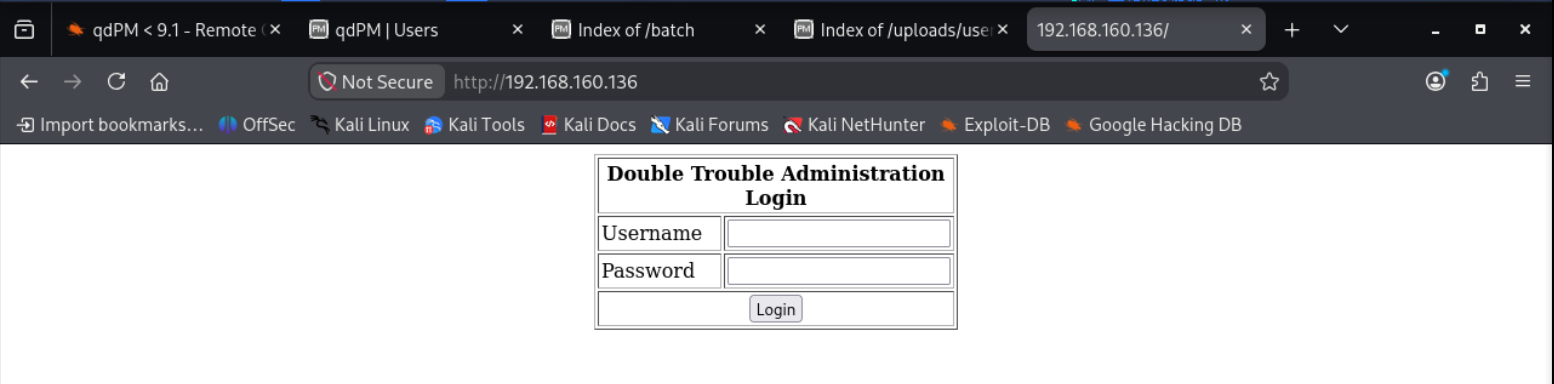 qdPM < 9.1 - Remote
qdPM | Users
Index of /batch
Index of /uploads/use
192.168.160.136/
Not Secure
http://192.168.160.136
Import bookmarks...
OffSec
Kali Linux
Kali Tools
Kali Docs
Kali Forums
Kali NetHunter
Exploit-DB
Google Hacking DB
Double Trouble Administration
Login
Username
Password
Login